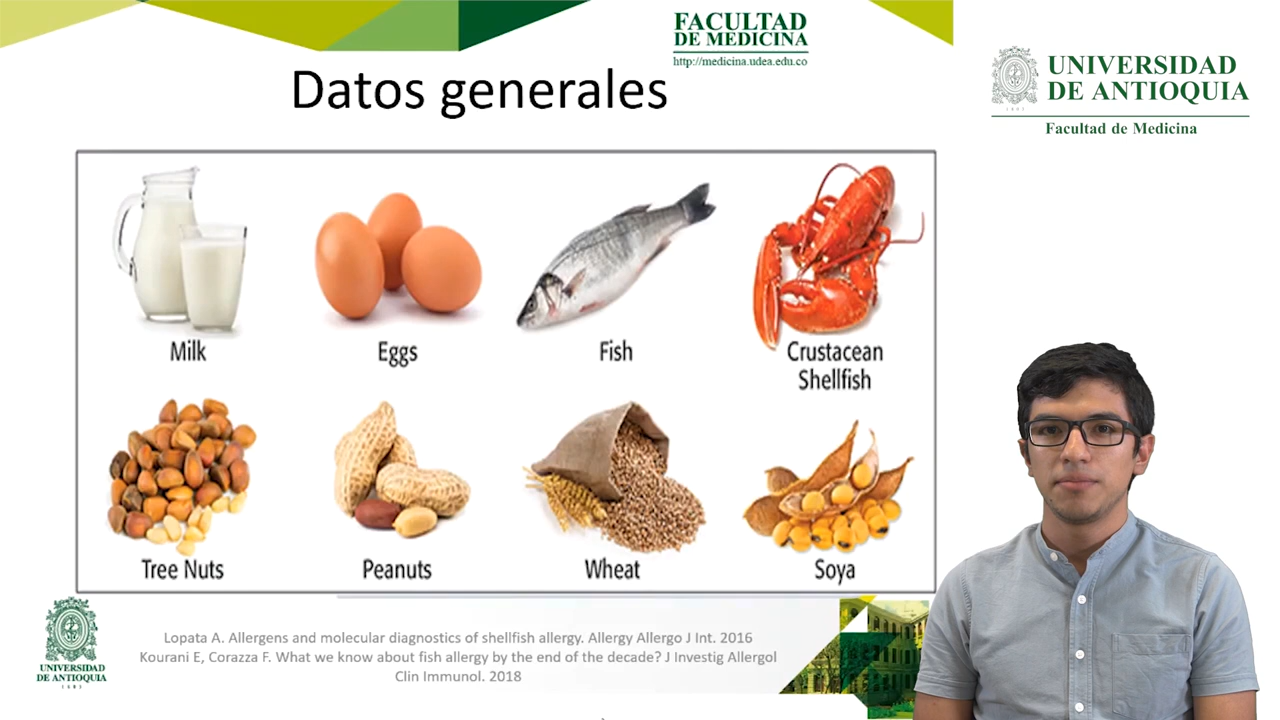 FACULTAD
DE MEDICINA
http://medicina.udea.edu.co
UNIVERSIDAD
DE ANTIOQUIA
1803
Facultad de Medicina
Datos generales
Milk
Eggs
Fish
Crustacean
Shellfish
Tree Nuts
Peanuts
Wheat
Soya
UNIVERSIDAD
DE ANTIOQUIA
1803
Lopata A. Allergens and molecular diagnostics of shellfish allergy. Allergy Allergo J Int. 2016
Kourani E, Corazza F. What we know about fish allergy by the end of the decade? J Investig Allergol
Clin Immunol. 2018